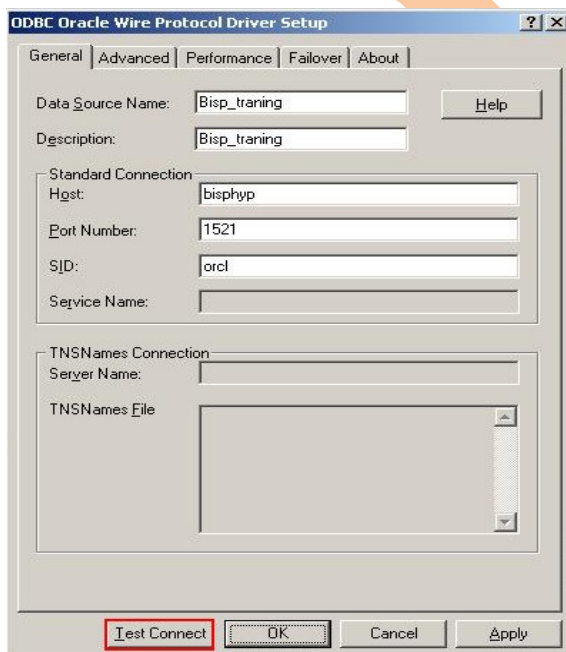 ODBC Oracle Wire Protocol Driver Setup
General Advanced Performance Failover About
Data Source Name: Bisp_traning Help
Description: Bisp_traning
Standard Connection
Host: bisphyp
Port Number: 1521
SID: orcl
Service Name:
TNSNames Connection
Server Name:
TNSNames File
Test Connect OK Cancel Apply